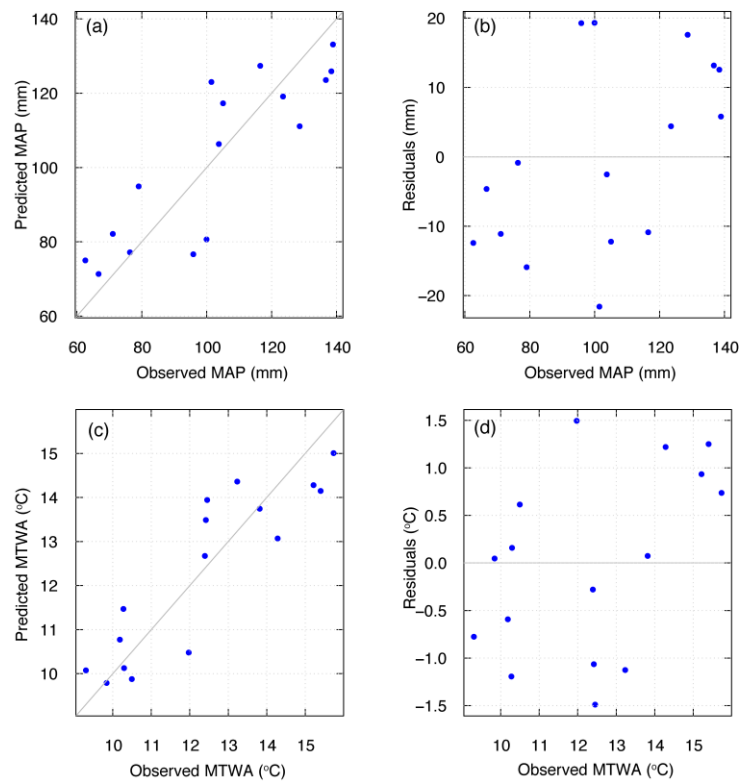 (a)
Predicted MAP (mm)
140
120
100
80
60
60 80 100 120 140
Observed MAP (mm)
(b)
Residuals (mm)
20
10
0
−10
−20
60 80 100 120 140
Observed MAP (mm)
(c)
Predicted MTWA (°C)
15
14
13
12
11
10
10 11 12 13 14 15
Observed MTWA (°C)
(d)
Residuals (°C)
1.5
1.0
0.5
0.0
−0.5
−1.0
−1.5
10 11 12 13 14 15
Observed MTWA (°C)